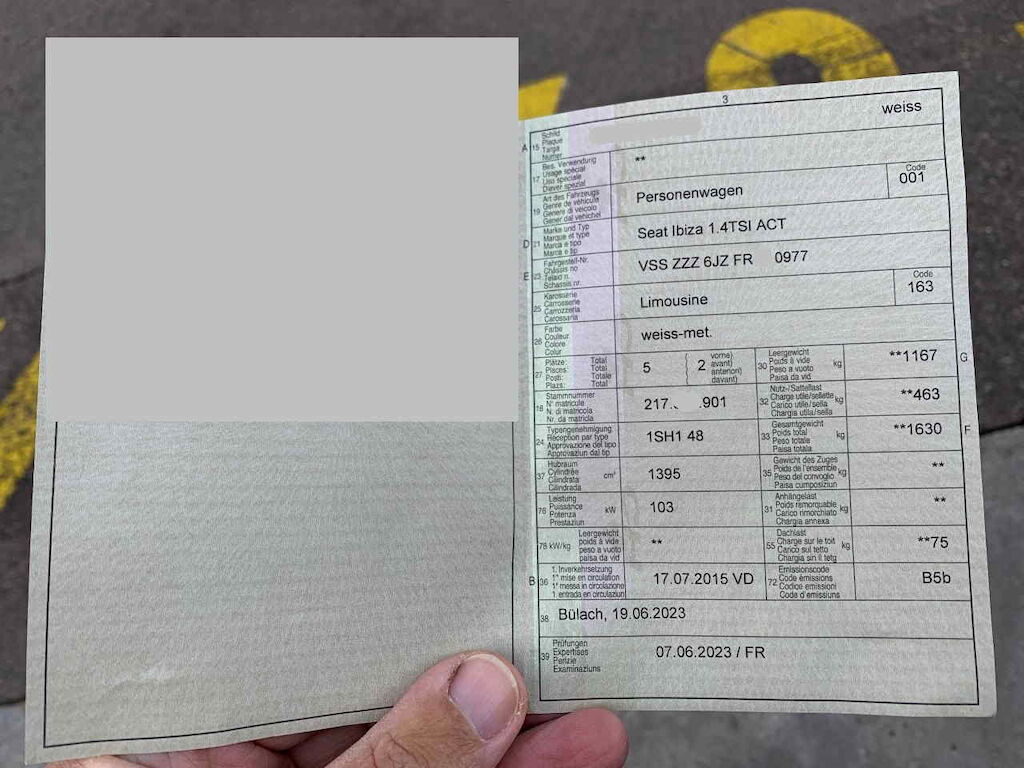 3
weiss
A 15 Schild
Plaque
Targa
Numer
17 Bes. Verwendung
Usage spécial
Uso speciale
Diever spezial
**
19 Art des Fahrzeugs
Genre de véhicule
Genere di veicolo
Gener dal vehichel
Personenwagen
Code
001
D 21 Marke und Typ
Marque et type
Marca e tipo
Marca e tip
Seat Ibiza 1.4TSI ACT
E 23 Fahrgestell-Nr.
Châssis no
Telaio n.
Schassis nr.
VSS ZZZ 6JZ FR 0977
25 Karosserie
Carrosserie
Carrozzeria
Carossaria
Limousine
Code
163
26 Farbe
Couleur
Colore
Colur
weiss-met.
27 Plätze: Total
Places: Total
Posti: Totale
Plazs: Total
5
2 vorne)
avant)
anteriori)
davant)
30 Leergewicht
Poids à vide
Peso a vuoto
Paisa da vid
kg
**1167
G
18 Stammnummer
N° matricule
N. di matricola
Nr. da matricla
217. .901
32 Nutz-/Sattellast
Charge utile/sellette
Carico utile/sella
Chargia utila/sella
kg
**463
24 Typengenehmigung
Réception par type
Approvazione del tipo
Approvaziun dal tip
1SH1 48
33 Gesamtgewicht
Poids total
Peso totale
Paisa totala
kg
**1630
F
37 Hubraum
Cylindrée
Cilindrata
Cilindrada
cm³
1395
35 Gewicht des Zuges
Poids de l'ensemble
Peso del convoglio
Paisa cumposiziun
kg
**
76 Leistung
Puissance
Potenza
Prestaziun
kW
103
31 Anhängelast
Poids remorquable
Carico rimorchiato
Chargia annexa
kg
**
78 kW/kg
Leergewicht
poids à vide
peso a vuoto
paisa da vid
**
55 Dachlast
Charge sur le toit
Carico sul tetto
Chargia sin il tetg
kg
**75
B 36 1. Inverkehrsetzung
1re mise en circulation
1a messa in circolazione
1. entrada en circulaziun
17.07.2015 VD
72 Emissionscode
Code émissions
Codice emissioni
Code d'emissiuns
B5b
38 Bülach, 19.06.2023
39 Prüfungen
Expertises
Perizie
Examinaziuns
07.06.2023 / FR